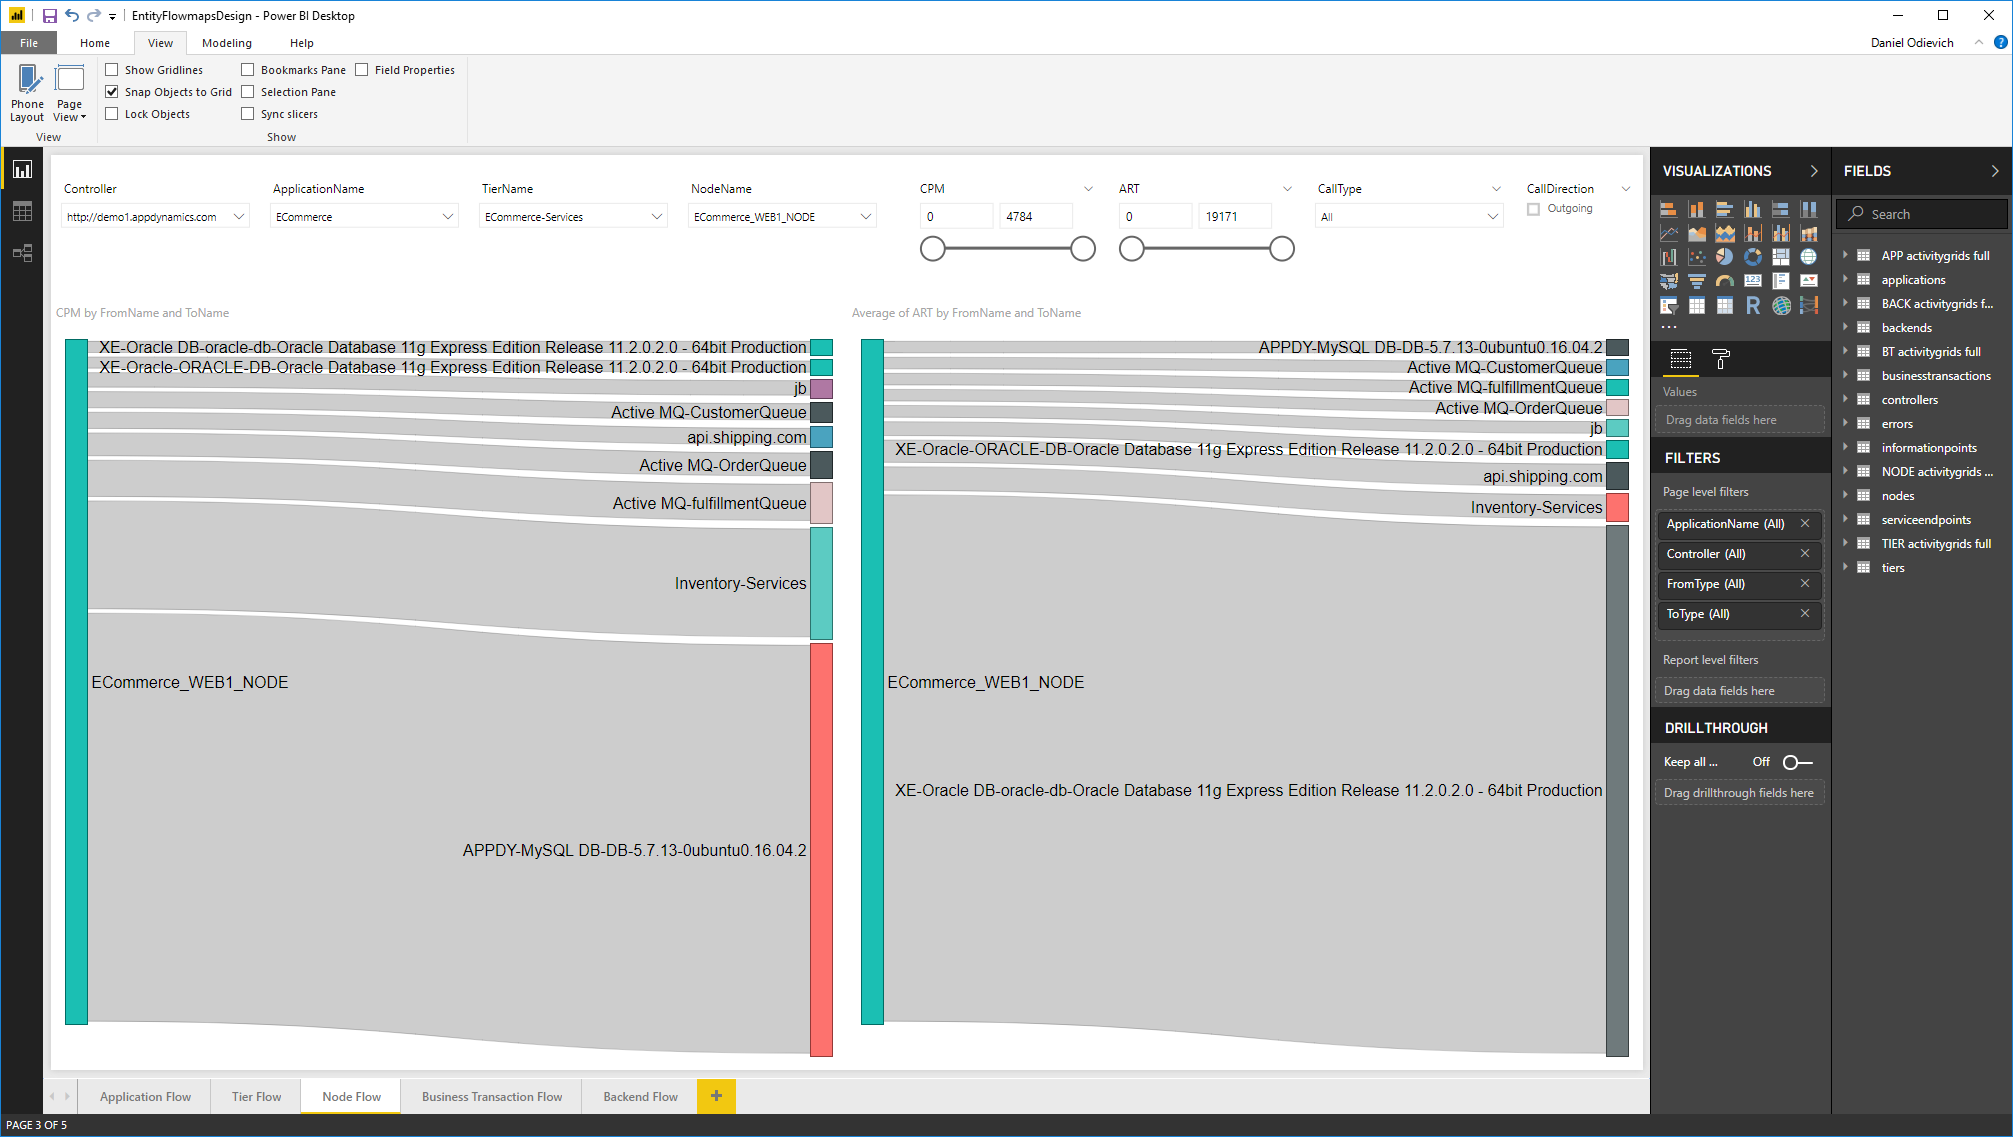 EntityFlowmapsDesign - Power BI Desktop
File Home View Modeling Help
Daniel Odievich
?
Phone Layout
Page View
Show Gridlines
Snap Objects to Grid
Lock Objects
Bookmarks Pane
Selection Pane
Sync slicers
Field Properties
View
Show
Controller
http://demo1.appdynamics.com
ApplicationName
ECommerce
TierName
ECommerce-Services
NodeName
ECommerce_WEB1_NODE
CPM
0 4784
ART
0 19171
CallType
All
CallDirection
Outgoing
CPM by FromName and ToName
XE-Oracle DB-oracle-db-Oracle Database 11g Express Edition Release 11.2.0.2.0 - 64bit Production
XE-Oracle-ORACLE-DB-Oracle Database 11g Express Edition Release 11.2.0.2.0 - 64bit Production
jb
Active MQ-CustomerQueue
api.shipping.com
Active MQ-OrderQueue
Active MQ-fulfillmentQueue
Inventory-Services
ECommerce_WEB1_NODE
APPDY-MySQL DB-DB-5.7.13-0ubuntu0.16.04.2
Average of ART by FromName and ToName
APPDY-MySQL DB-DB-5.7.13-0ubuntu0.16.04.2
Active MQ-CustomerQueue
Active MQ-fulfillmentQueue
Active MQ-OrderQueue
jb
XE-Oracle-ORACLE-DB-Oracle Database 11g Express Edition Release 11.2.0.2.0 - 64bit Production
api.shipping.com
Inventory-Services
ECommerce_WEB1_NODE
XE-Oracle DB-oracle-db-Oracle Database 11g Express Edition Release 11.2.0.2.0 - 64bit Production
VISUALIZATIONS
123
R
...
Values
Drag data fields here
FILTERS
Page level filters
ApplicationName (All)
Controller (All)
FromType (All)
ToType (All)
Report level filters
Drag data fields here
DRILLTHROUGH
Keep all ... Off
Drag drillthrough fields here
FIELDS
Search
APP activitygrids full
applications
BACK activitygrids f...
backends
BT activitygrids full
businesstransactions
controllers
errors
informationpoints
NODE activitygrids ...
nodes
serviceendpoints
TIER activitygrids full
tiers
Application Flow Tier Flow Node Flow Business Transaction Flow Backend Flow +
PAGE 3 OF 5